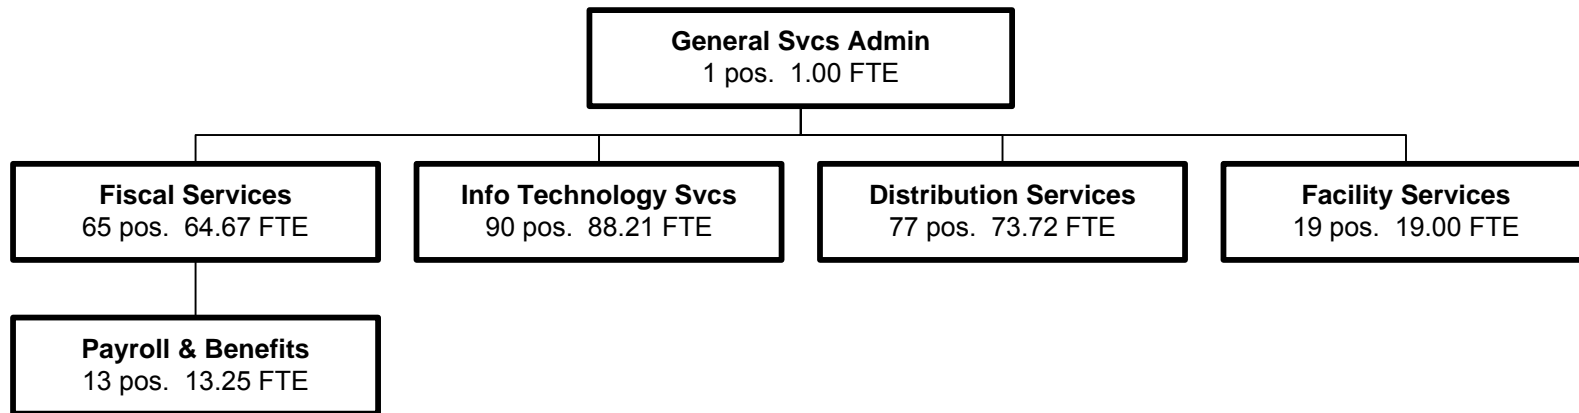 General Svcs Admin
1 pos.  1.00 FTE
Fiscal Services
65 pos.  64.67 FTE
Info Technology Svcs
90 pos.  88.21 FTE
Distribution Services
77 pos.  73.72 FTE
Facility Services
19 pos.  19.00 FTE
Payroll & Benefits
13 pos.  13.25 FTE